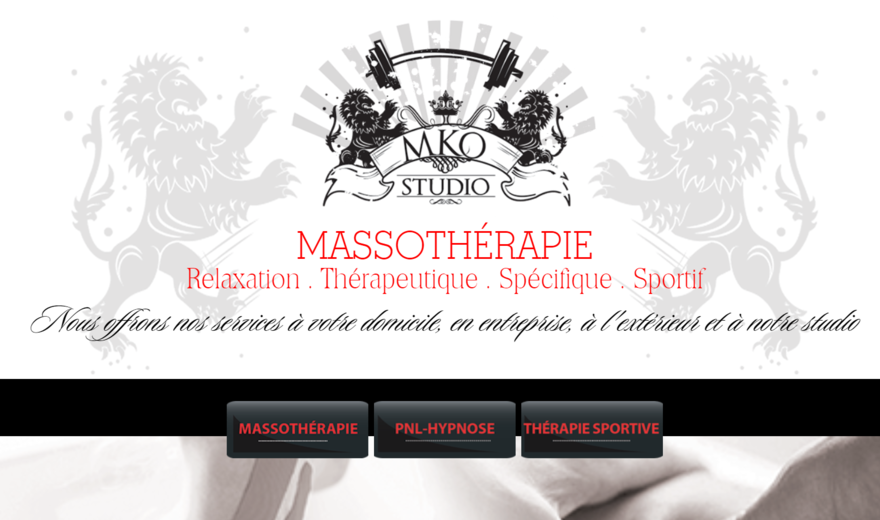 MKO
STUDIO
MASSOTHÉRAPIE
Relaxation . Thérapeutique . Spécifique . Sportif
Nous offrons nos services à votre domicile, en entreprise, à l'extérieur et à notre studio
MASSOTHÉRAPIE PNL-HYPNOSE THÉRAPIE SPORTIVE